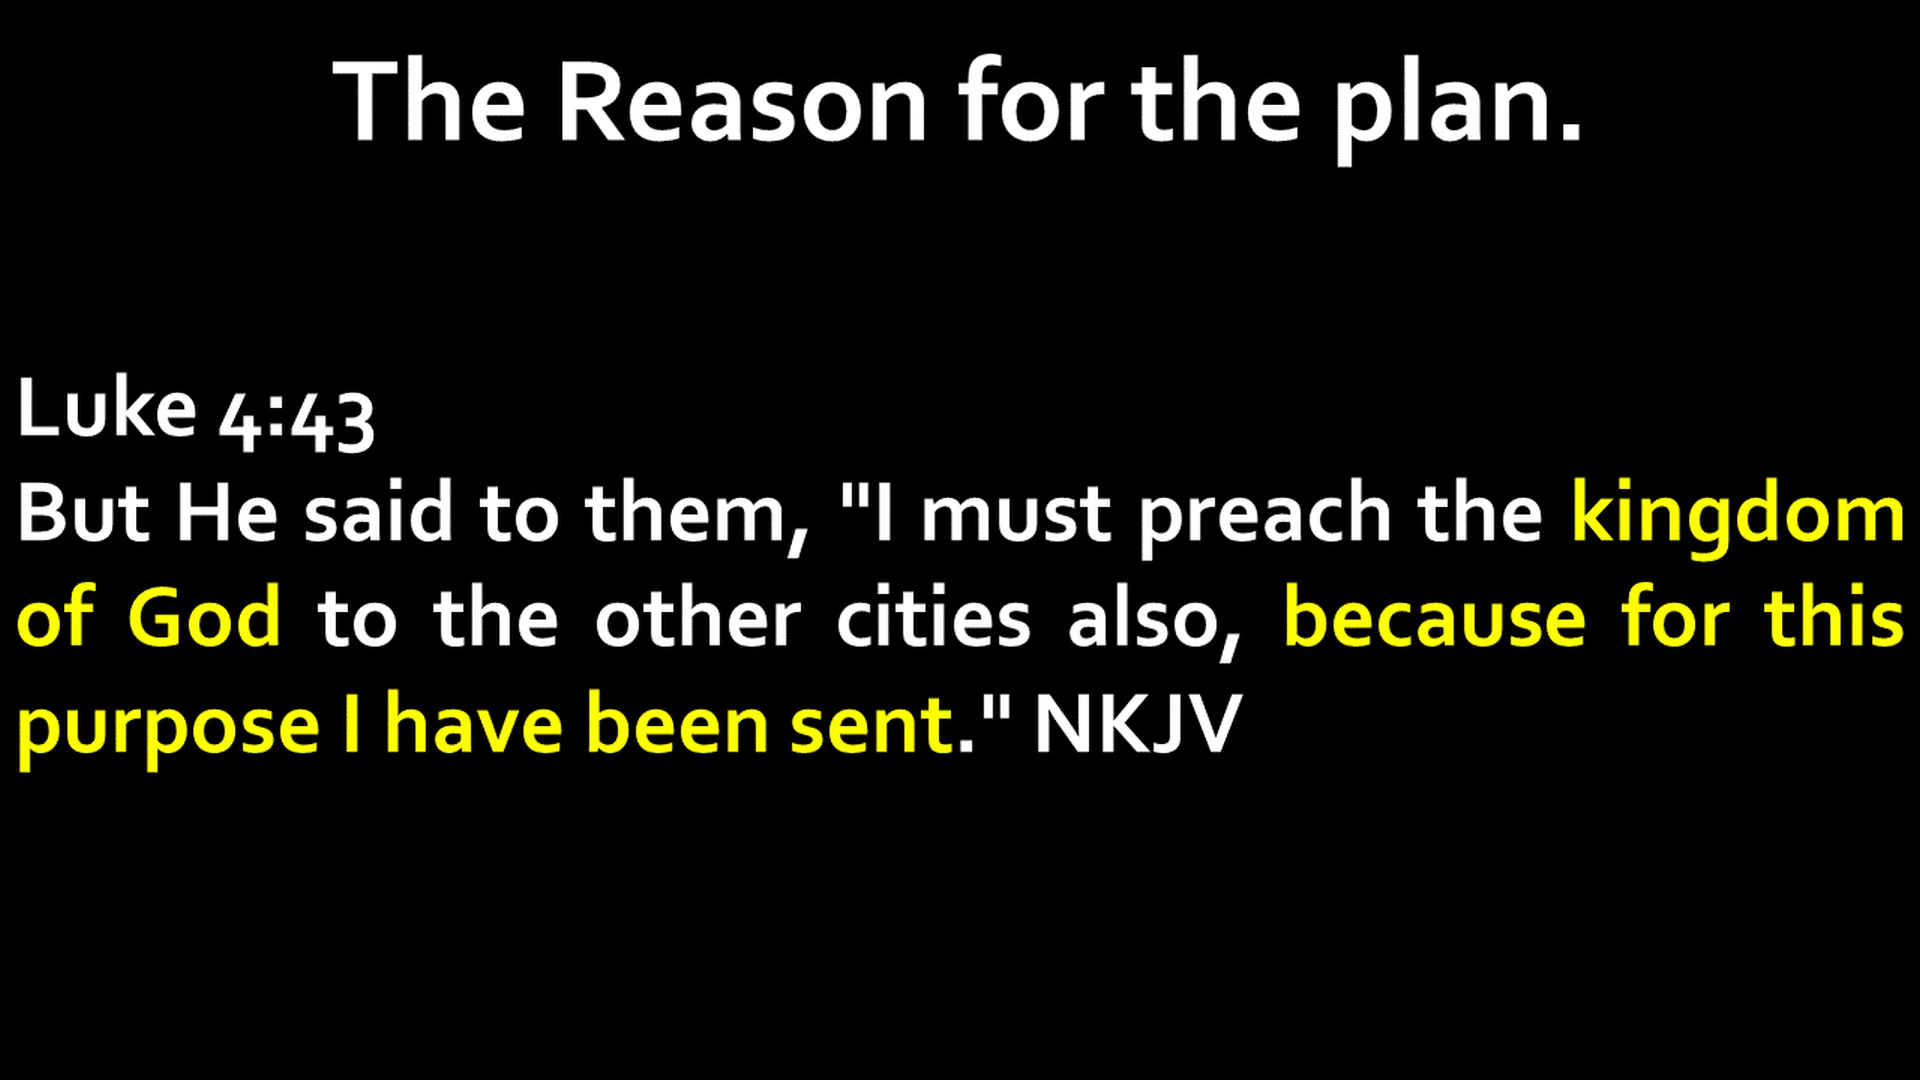 The Reason for the plan.
Luke 4:43
But He said to them, "I must preach the kingdom
of God to the other cities also, because for this
purpose I have been sent." NKJV